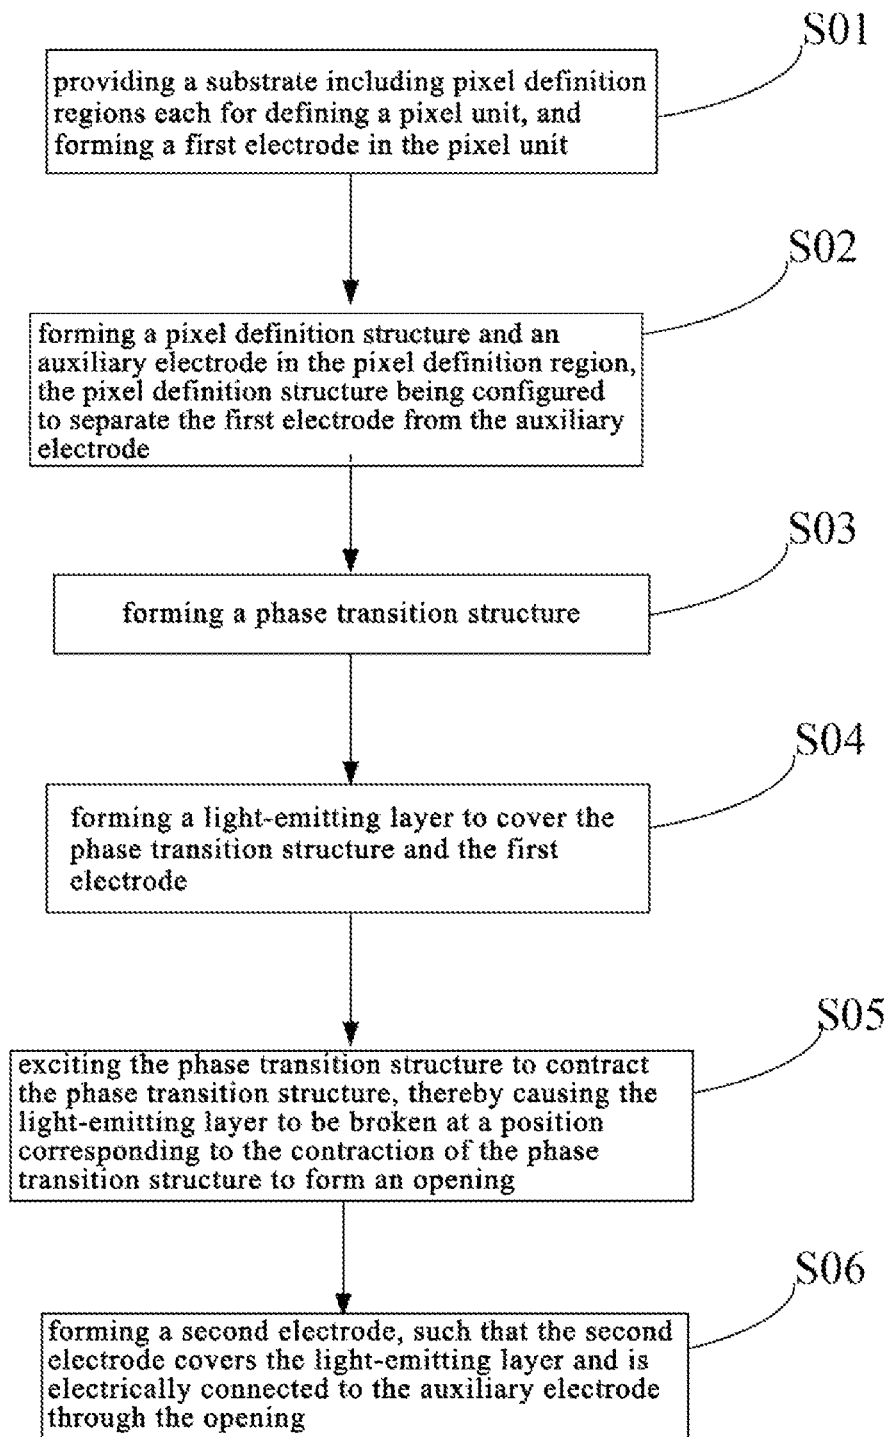 S01
providing a substrate including pixel definition
regions each for defining a pixel unit, and
forming a first electrode in the pixel unit
S02
forming a pixel definition structure and an
auxiliary electrode in the pixel definition region,
the pixel definition structure being configured
to separate the first electrode from the auxiliary
electrode
S03
forming a phase transition structure
S04
forming a light-emitting layer to cover the
phase transition structure and the first
electrode
S05
exciting the phase transition structure to contract
the phase transition structure, thereby causing the
light-emitting layer to be broken at a position
corresponding to the contraction of the phase
transition structure to form an opening
S06
forming a second electrode, such that the second
electrode covers the light-emitting layer and is
electrically connected to the auxiliary electrode
through the opening